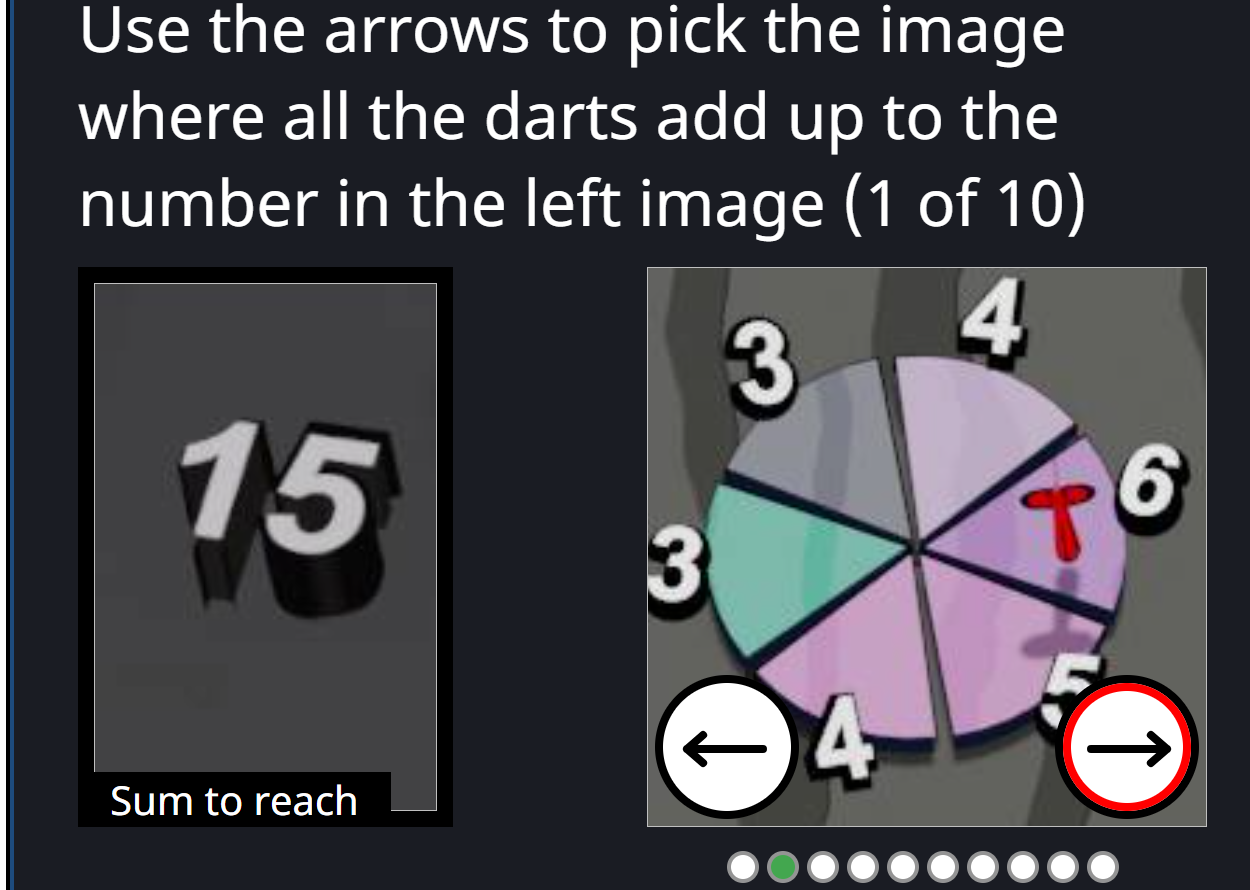 Use the arrows to pick the image
where all the darts add up to the
number in the left image (1 of 10)
15
Sum to reach
4
3
6
3
5
4